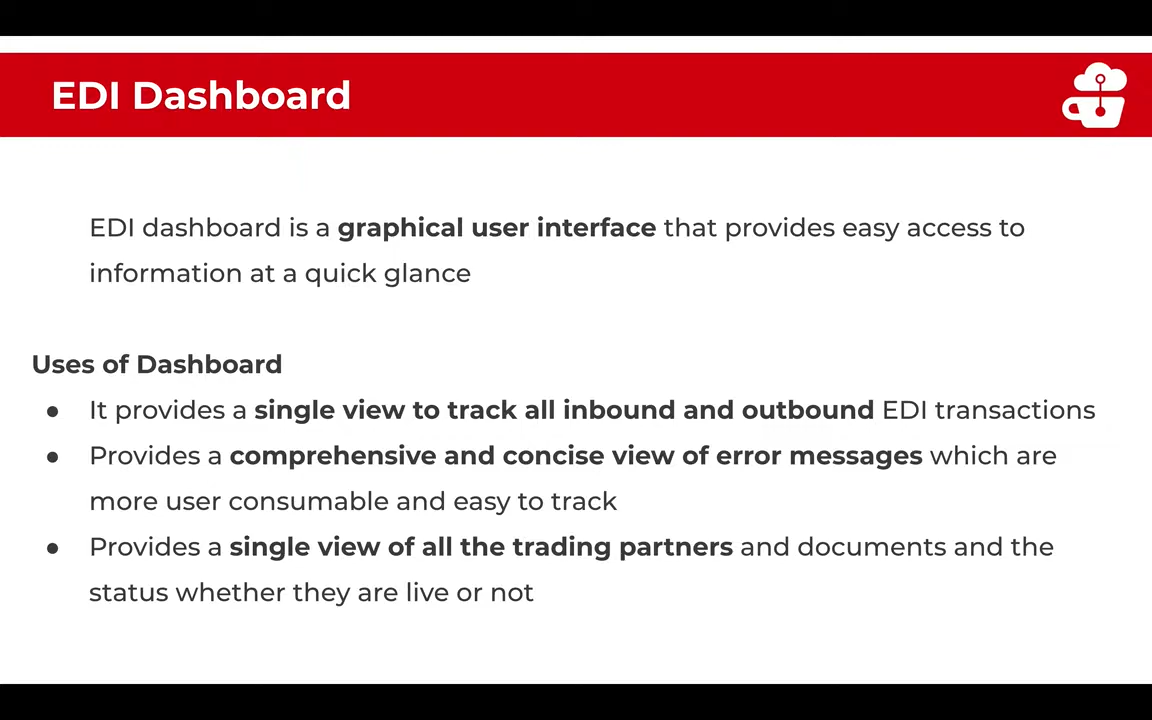 EDI Dashboard
EDI dashboard is a graphical user interface that provides easy access to
information at a quick glance
Uses of Dashboard
● It provides a single view to track all inbound and outbound EDI transactions
● Provides a comprehensive and concise view of error messages which are
more user consumable and easy to track
● Provides a single view of all the trading partners and documents and the
status whether they are live or not